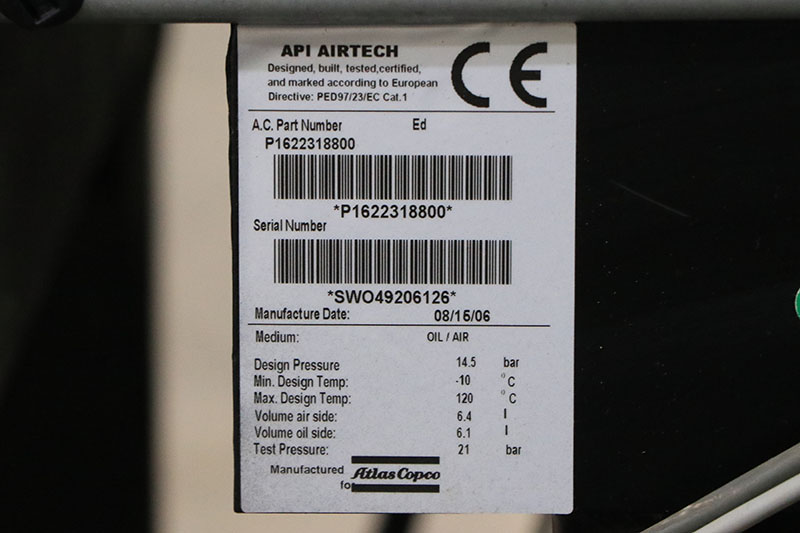 API AIRTECH
Designed, built, tested,certified,
and marked according to European
Directive: PED97/23/EC Cat.1
CE
A.C. Part Number Ed
P1622318800
*P1622318800*
Serial Number
*SWO49206126*
Manufacture Date: 08/15/06
Medium: OIL / AIR
Design Pressure 14.5 bar
Min. Design Temp: -10 °C
Max. Design Temp: 120 °C
Volume air side: 6.4 l
Volume oil side: 6.1 l
Test Pressure: 21 bar
Manufactured
for
Atlas Copco